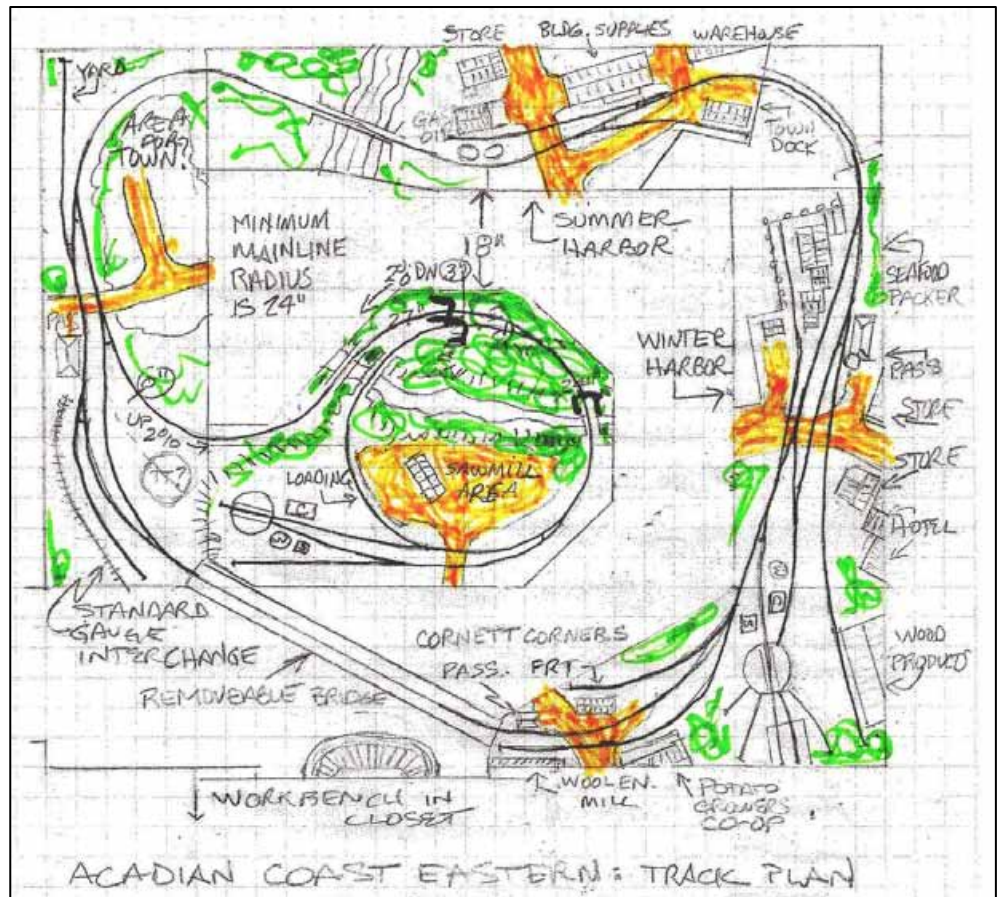 STORE
BLDG. SUPPLIES
WAREHOUSE
YARD
GAS
OIL
TOWN
DOCK
AREA
FOR
TOWN?
MINIMUM
MAINLINE
RADIUS
IS 24"
18"
SUMMER
HARBOR
2% DN
SEAFOOD
PACKER
WINTER
HARBOR
PASS
STORE
STORE
UP
2%
LOADING
C
W
SAWMILL
AREA
HOTEL
W
C
S
STANDARD
GAUGE
INTERCHANGE
REMOVEABLE BRIDGE
CORNETT CORNERS
PASS. FRT
WOOD
PRODUCTS
WOOLEN
MILL
POTATO
GROWERS
CO-OP
WORKBENCH IN
CLOSET
ACADIAN COAST EASTERN: TRACK PLAN